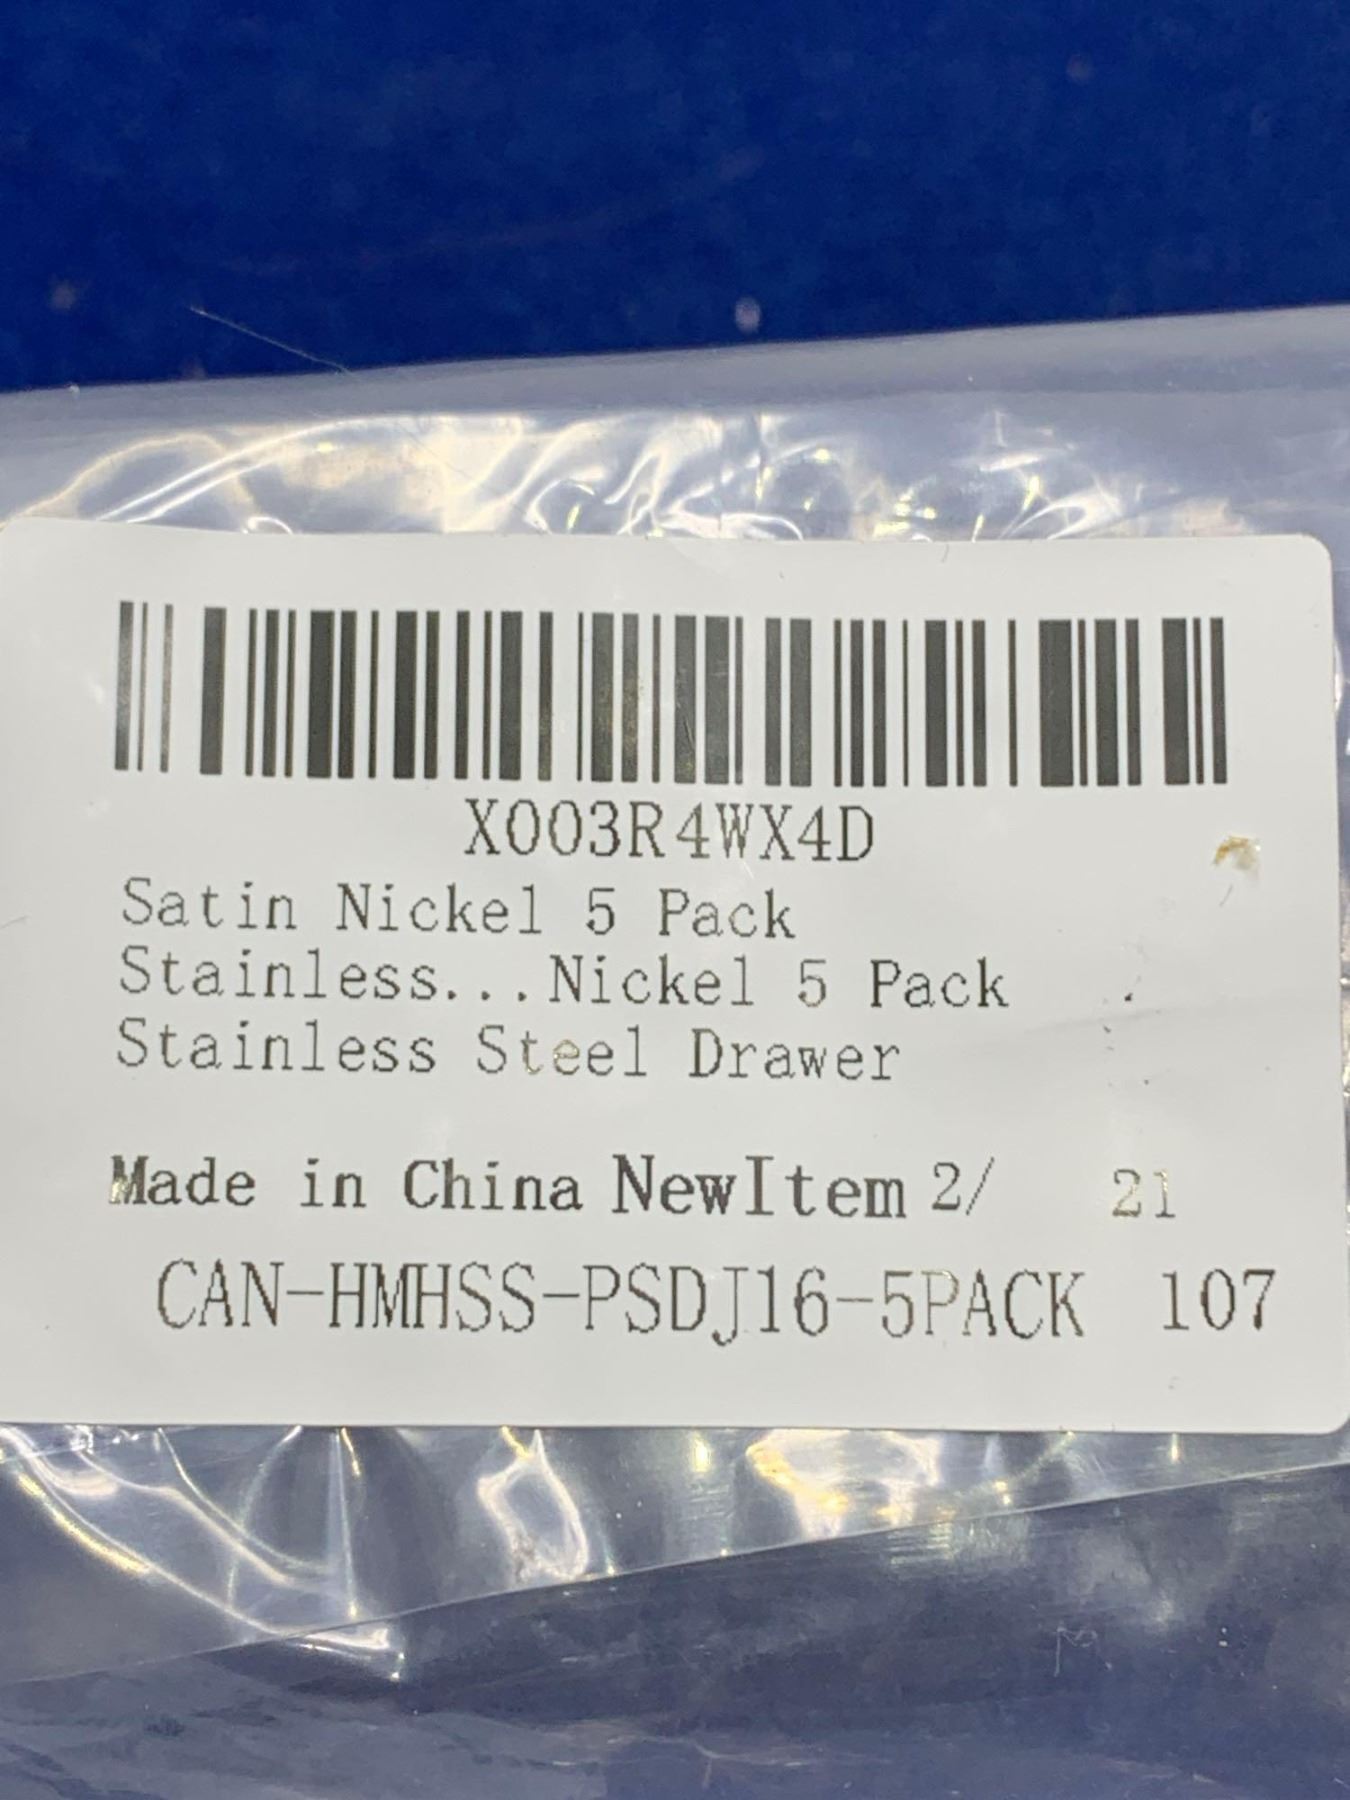 X003R4WX4D
Satin Nickel 5 Pack
Stainless...Nickel 5 Pack
Stainless Steel Drawer
Made in China NewItem 2/ 21
CAN-HMHSS-PSDJ16-5PACK 107